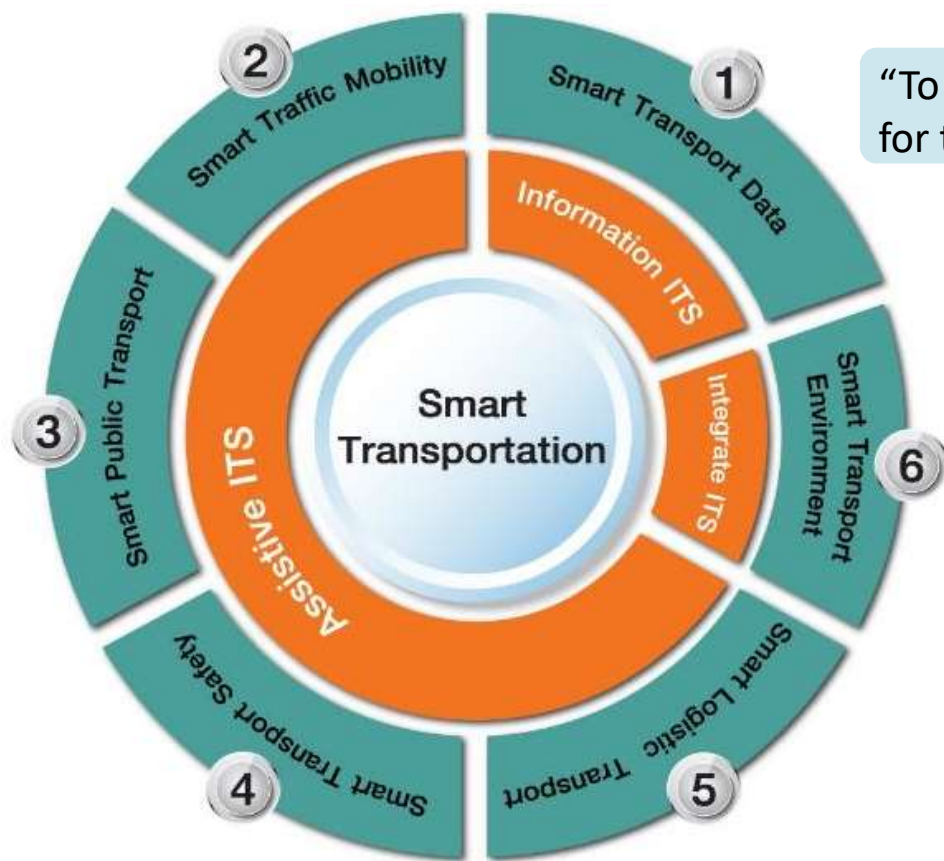 Smart
Transportation
Information ITS
Integrate ITS
Assistive ITS
1
Smart Transport Data
2
Smart Traffic Mobility
3
Smart Public Transport
4
Smart Transport Safety
5
Smart Logistic Transport
6
Smart Transport
Environment
“To
for